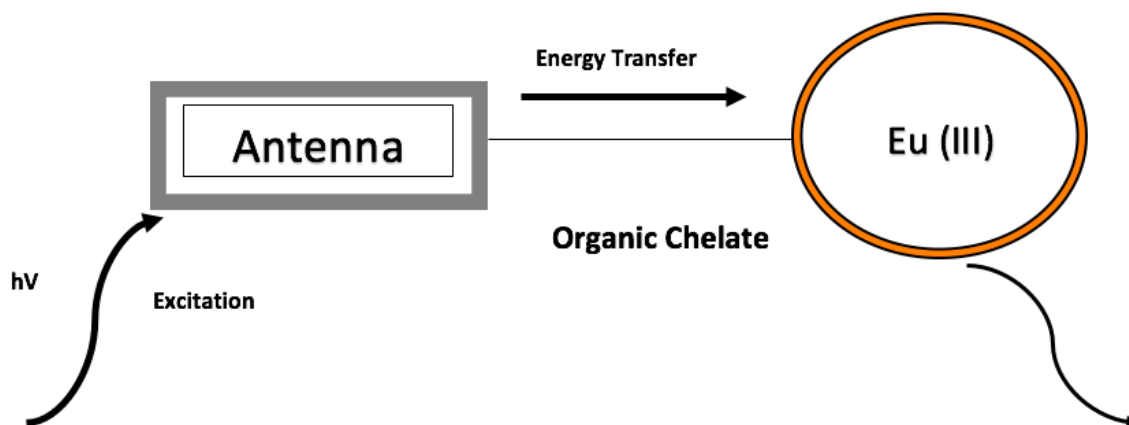 Energy Transfer
Antenna
Eu (III)
Organic Chelate
hV
Excitation